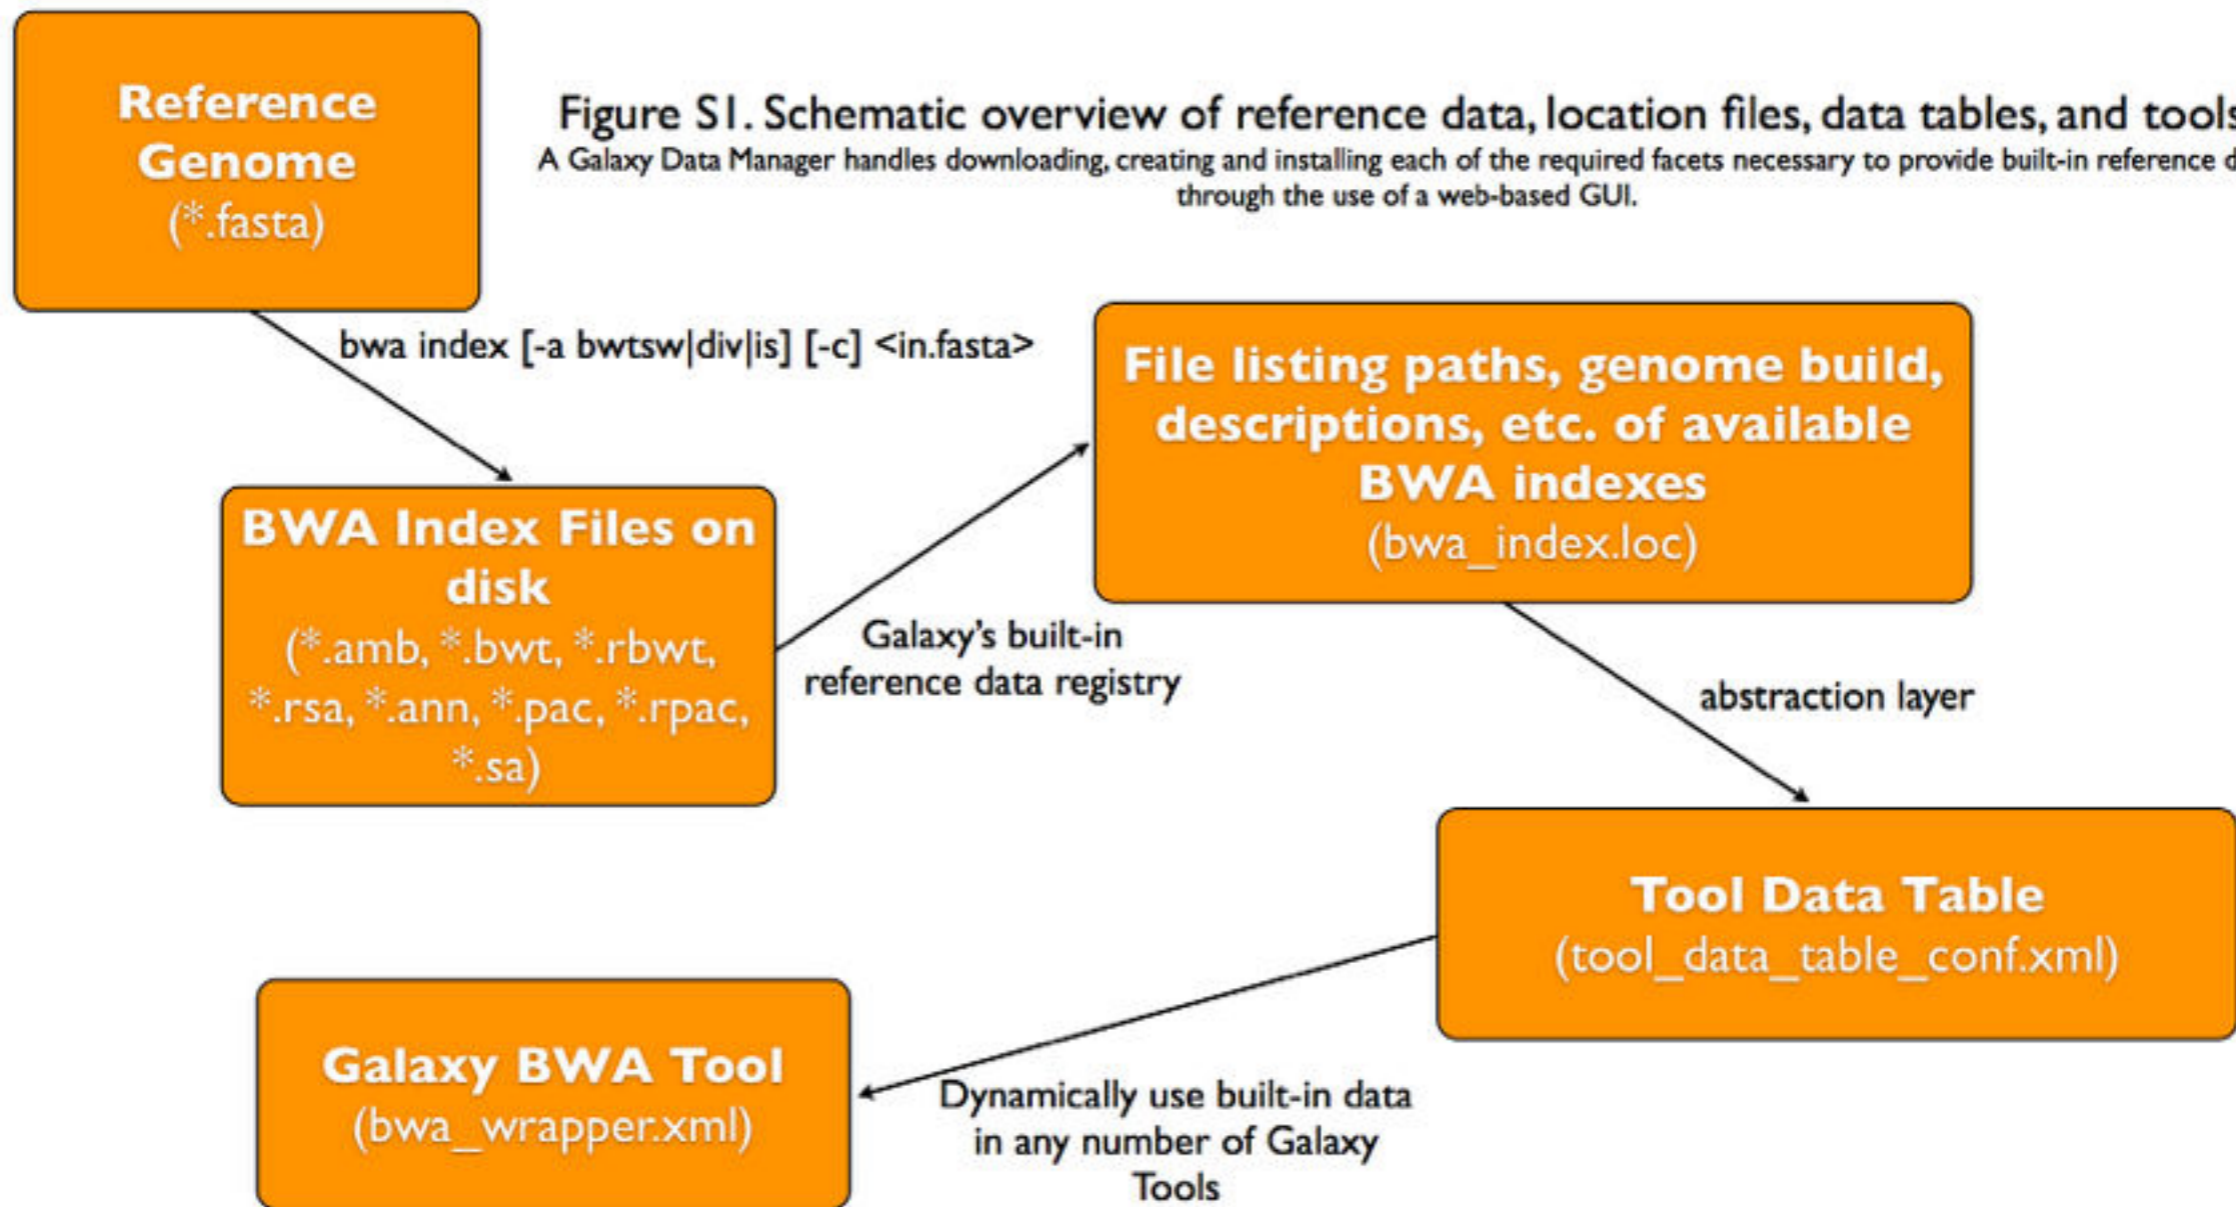 Reference
Genome
(*.fasta)
Figure S1. Schematic overview of reference data, location files, data tables, and tools
A Galaxy Data Manager handles downloading, creating and installing each of the required facets necessary to provide built-in reference
through the use of a web-based GUI.
bwa index [-a bwtsw|div|is] [-c] <in.fasta>
File listing paths, genome build,
descriptions, etc. of available
BWA indexes
(bwa_index.loc)
BWA Index Files on
disk
(*.amb, *.bwt, *.rbwt,
*.rsa, *.ann, *.pac, *.rpac,
*.sa)
Galaxy’s built-in
reference data registry
abstraction layer
Tool Data Table
(tool_data_table_conf.xml)
Galaxy BWA Tool
(bwa_wrapper.xml)
Dynamically use built-in data
in any number of Galaxy
Tools